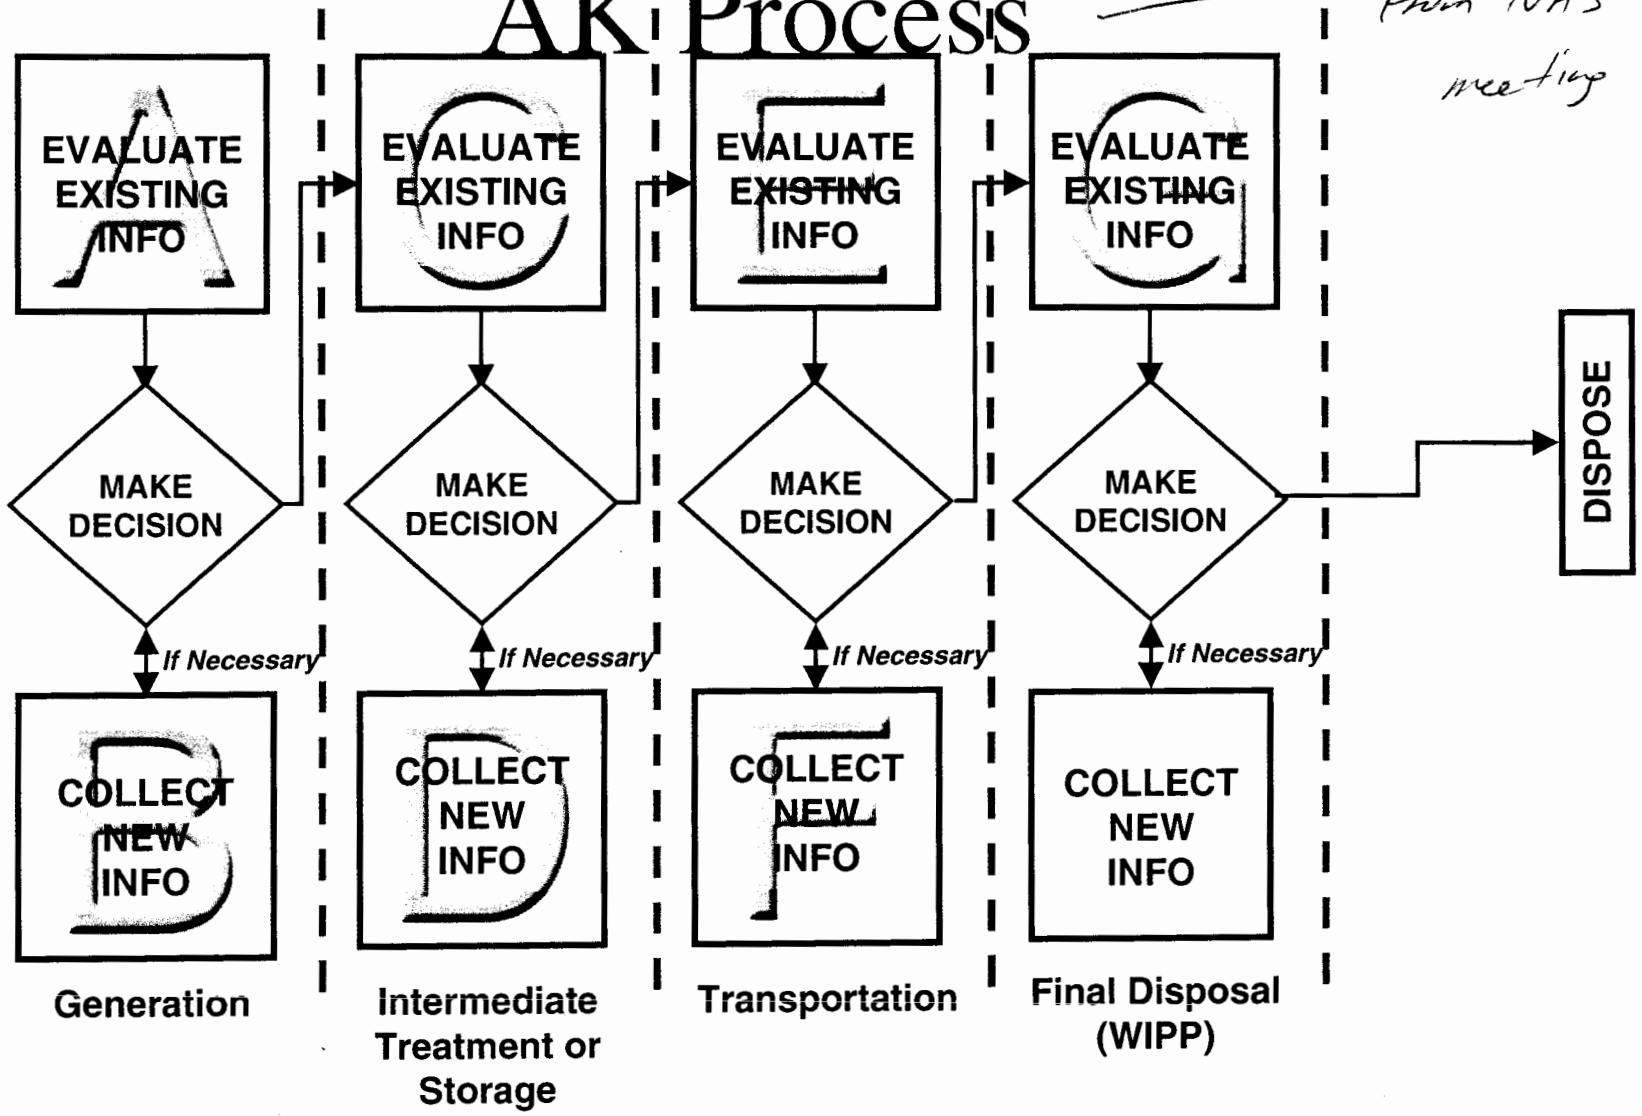 AK Process
From NAS
meeting
A
EVALUATE
EXISTING
INFO
C
EVALUATE
EXISTING
INFO
E
EVALUATE
EXISTING
INFO
G
EVALUATE
EXISTING
INFO
MAKE
DECISION
MAKE
DECISION
MAKE
DECISION
MAKE
DECISION
DISPOSE
If Necessary
If Necessary
If Necessary
If Necessary
B
COLLECT
NEW
INFO
D
COLLECT
NEW
INFO
F
COLLECT
NEW
INFO
COLLECT
NEW
INFO
Generation
Intermediate
Treatment or
Storage
Transportation
Final Disposal
(WIPP)